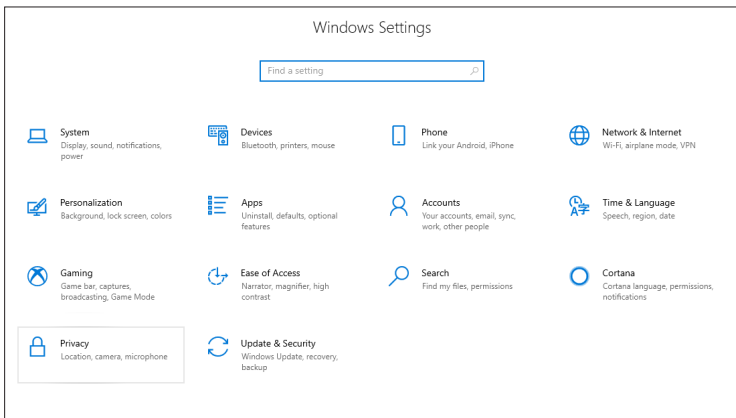 Windows Settings
Find a setting
System
Display, sound, notifications,
power
Devices
Bluetooth, printers, mouse
Phone
Link your Android, iPhone
Network & Internet
Wi-Fi, airplane mode, VPN
Personalization
Background, lock screen, colors
Apps
Uninstall, defaults, optional
features
Accounts
Your accounts, email, sync,
work, other people
Time & Language
Speech, region, date
Gaming
Game bar, captures,
broadcasting, Game Mode
Ease of Access
Narrator, magnifier, high
contrast
Search
Find my files, permissions
Cortana
Cortana language, permissions,
notifications
Privacy
Location, camera, microphone
Update & Security
Windows Update, recovery,
backup